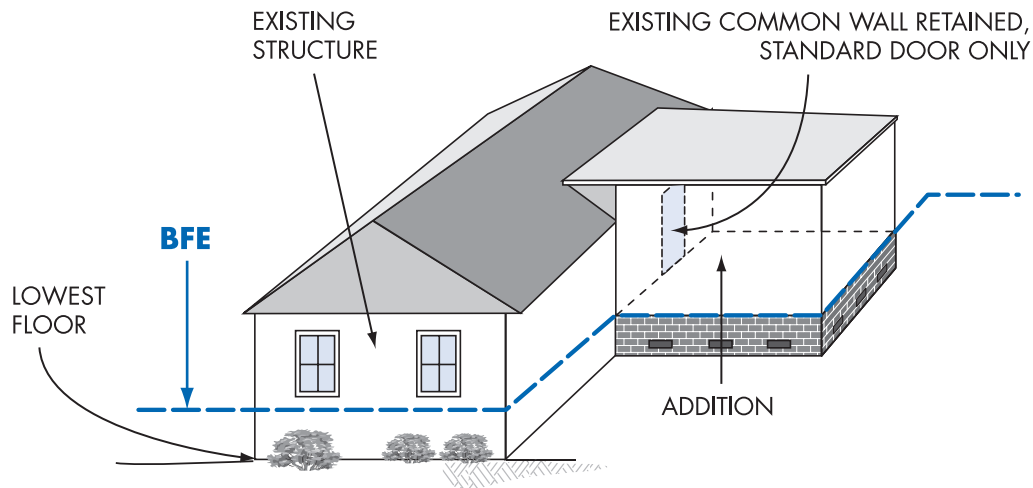 EXISTING
STRUCTURE
EXISTING COMMON WALL RETAINED,
STANDARD DOOR ONLY
BFE
LOWEST
FLOOR
ADDITION